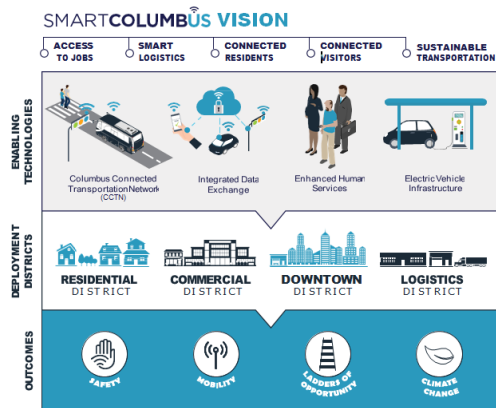 SMARTCOLUMBUS VISION
ACCESS
TO JOBS
SMART
LOGISTICS
CONNECTED
RESIDENTS
CONNECTED
VISITORS
SUSTAINABLE
TRANSPORTATION
ENABLING
TECHNOLOGIES
Columbus Connected
Transportation Network
(CCTN)
Integrated Data
Exchange
Enhanced Human
Services
Electric Vehicle
Infrastructure
DEPLOYMENT
DISTRICTS
RESIDENTIAL
DISTRICT
COMMERCIAL
DISTRICT
DOWNTOWN
DISTRICT
LOGISTICS
DISTRICT
OUTCOMES
SAFETY
MOBILITY
LADDERS OF
OPPORTUNITY
CLIMATE
CHANGE